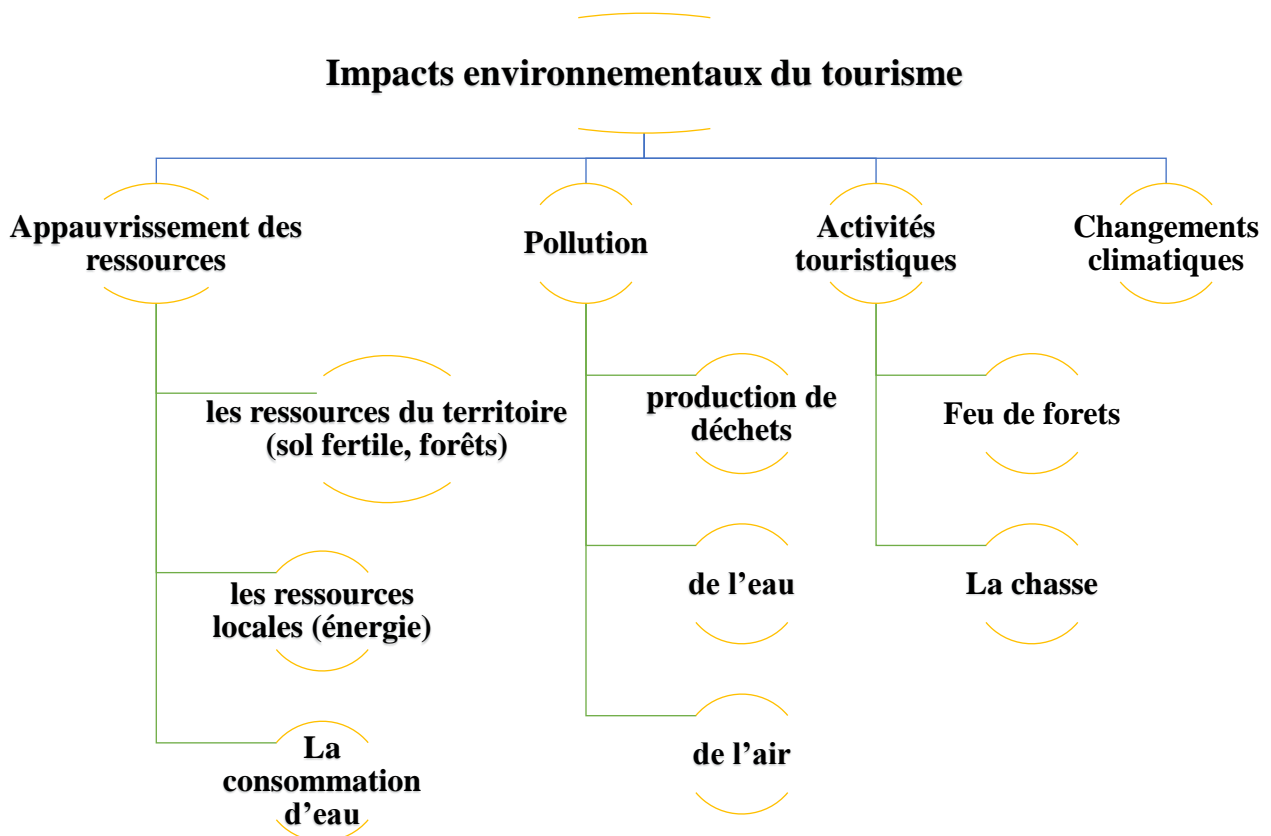 Impacts environnementaux du tourisme
Appauvrissement des
ressources
les ressources du territoire
(sol fertile, forêts)
les ressources
locales (énergie)
La
consommation
d’eau
Pollution
production de
déchets
de l’eau
de l’air
Activités
touristiques
Feu de forets
La chasse
Changements
climatiques